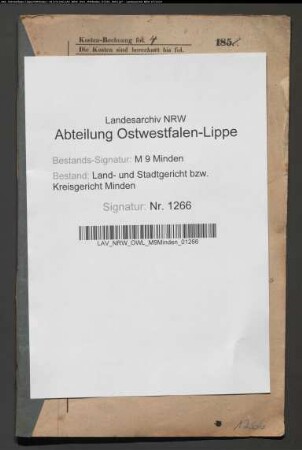 Kosten-Rechnung fol. 4
185
Die Kosten sind berechnet bis fol.
Landesarchiv NRW
Abteilung Ostwestfalen-Lippe
Bestands-Signatur: M 9 Minden
Bestand: Land- und Stadtgericht bzw.
Kreisgericht Minden
Signatur: Nr. 1266
LAV_NRW_OWL_M9Minden_01266
1266